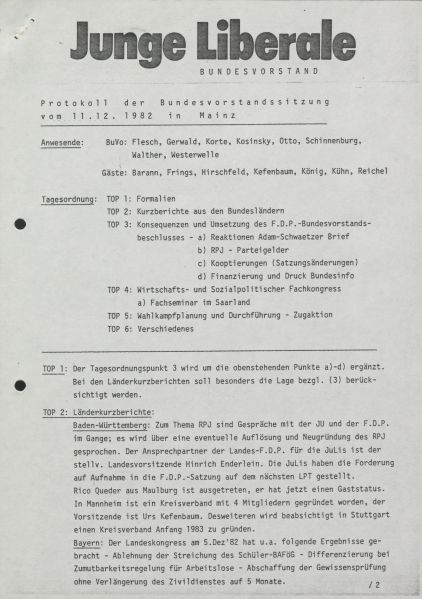 Junge Liberale
BUNDESVORSTAND
Protokoll der Bundesvorstandssitzung
vom 11.12. 1982 in Mainz
Anwesende: BuVo: Flesch, Gerwald, Korte, Kosinsky, Otto, Schinnenburg,
Walther, Westerwelle
Gäste: Barann, Frings, Hirschfeld, Kefenbaum, König, Kühn, Reichel
Tagesordnung: TOP 1: Formalien
TOP 2: Kurzberichte aus den Bundesländern
TOP 3: Konsequenzen und Umsetzung des F.D.P.-Bundesvorstands-
beschlusses - a) Reaktionen Adam-Schwaetzer Brief
b) RPJ - Parteigelder
c) Kooptierungen (Satzungsänderungen)
d) Finanzierung und Druck Bundesinfo
TOP 4: Wirtschafts- und Sozialpolitischer Fachkongress
a) Fachseminar im Saarland
TOP 5: Wahlkampfplanung und Durchführung - Zugaktion
TOP 6: Verschiedenes
TOP 1: Der Tagesordnungspunkt 3 wird um die obenstehenden Punkte a)-d) ergänzt.
Bei den Länderkurzberichten soll besonders die Lage bezgl. (3) berück-
sichtigt werden.
TOP 2: Länderkurzberichte:
Baden-Württemberg: Zum Thema RPJ sind Gespräche mit der JU und der F.D.P.
im Gange; es wird über eine eventuelle Auflösung und Neugründung des RPJ
gesprochen. Der Ansprechpartner der Landes-F.D.P. für die JuLis ist der
stellv. Landesvorsitzende Hinrich Enderlein. Die JuLis haben die Forderung
auf Aufnahme in die F.D.P.-Satzung auf dem nächsten LPT gestellt.
Rico Queder aus Maulburg ist ausgetreten, er hat jetzt einen Gaststatus.
In Mannheim ist ein Kreisverband mit 4 Mitgliedern gegründet worden, der
Vorsitzende ist Urs Kefenbaum. Desweiteren wird beabsichtigt in Stuttgart
einen Kreisverband Anfang 1983 zu gründen.
Bayern: Der Landeskongress am 5.Dez'82 hat u.a. folgende Ergebnisse ge-
bracht - Ablehnung der Streichung des Schüler-BAFöG - Differenzierung bei
Zumutbarkeitsregelung für Arbeitslose - Abschaffung der Gewissensprüfung
ohne Verlängerung des Zivildienstes auf 5 Monate.
/2